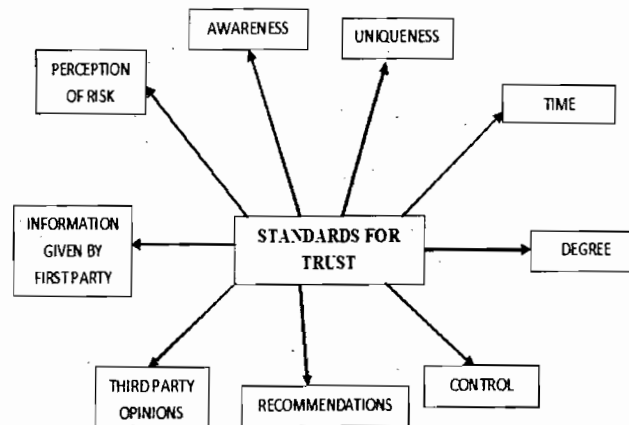 AWARENESS
UNIQUENESS
PERCEPTION
OF RISK
TIME
INFORMATION
GIVEN BY
FIRST PARTY
STANDARDS FOR
TRUST
DEGREE
THIRD PARTY
OPINIONS
RECOMMENDATIONS
CONTROL